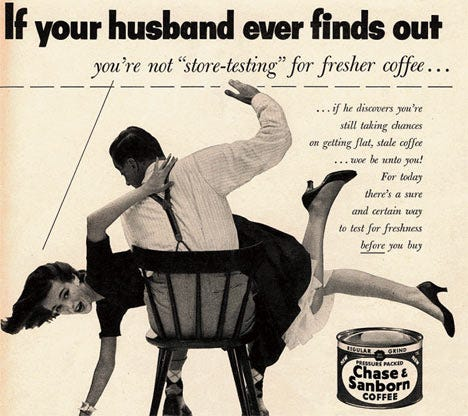 If your husband ever finds out
you're not “store-testing” for fresher coffee...
...if he discovers you're
still taking chances
on getting flat, stale coffee
...woe be unto you!
For today
there's a sure
and certain way
to test for freshness
before you buy
REGULAR GRIND
PRESSURE PACKED
Chase &
Sanborn
COFFEE